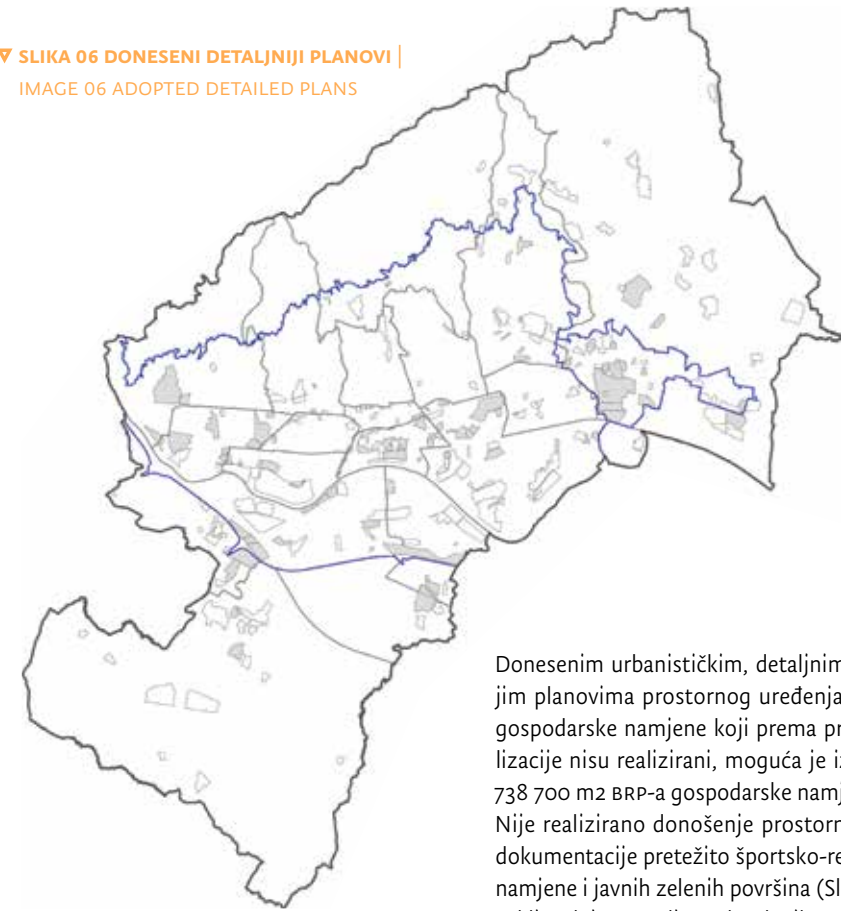 SLIKA 06 DONESENI DETALJNIJI PLANOVI |
IMAGE 06 ADOPTED DETAILED PLANS
Donesenim urbanističkim, detaljnim
jim planovima prostornog uređenja
gospodarske namjene koji prema pr
lizacije nisu realizirani, moguća je iz
738 700 m2 BRP-a gospodarske namj
Nije realizirano donošenje prostorn
dokumentacije pretežito športsko-re
namjene i javnih zelenih površina (Sl